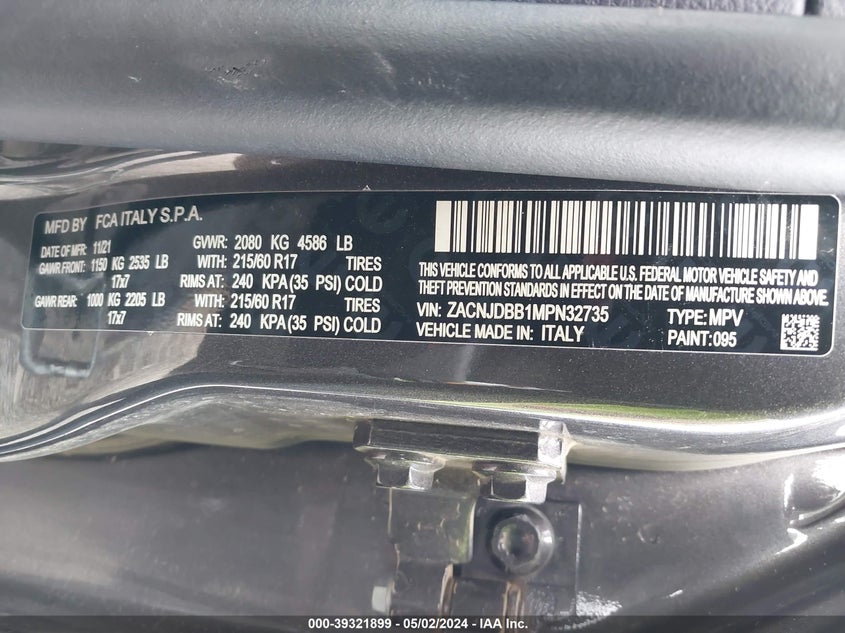 MFD BY FCA ITALY S.P.A.
DATE OF MFR: 11/21 GVWR: 2080 KG 4586 LB
GAWR FRONT: 1150 KG 2535 LB WITH: 215/60 R17 TIRES
17x7 RIMS AT: 240 KPA (35 PSI) COLD
GAWR REAR: 1000 KG 2205 LB WITH: 215/60 R17 TIRES
17x7 RIMS AT: 240 KPA (35 PSI) COLD
THIS VEHICLE CONFORMS TO ALL APPLICABLE U.S. FEDERAL MOTOR VEHICLE SAFETY AND
THEFT PREVENTION STANDARDS IN EFFECT ON THE DATE OF MANUFACTURE SHOWN ABOVE.
VIN: ZACNJDBB1MPN32735 TYPE: MPV
VEHICLE MADE IN: ITALY PAINT: 095
000-39321899 - 05/02/2024 - IAA Inc.